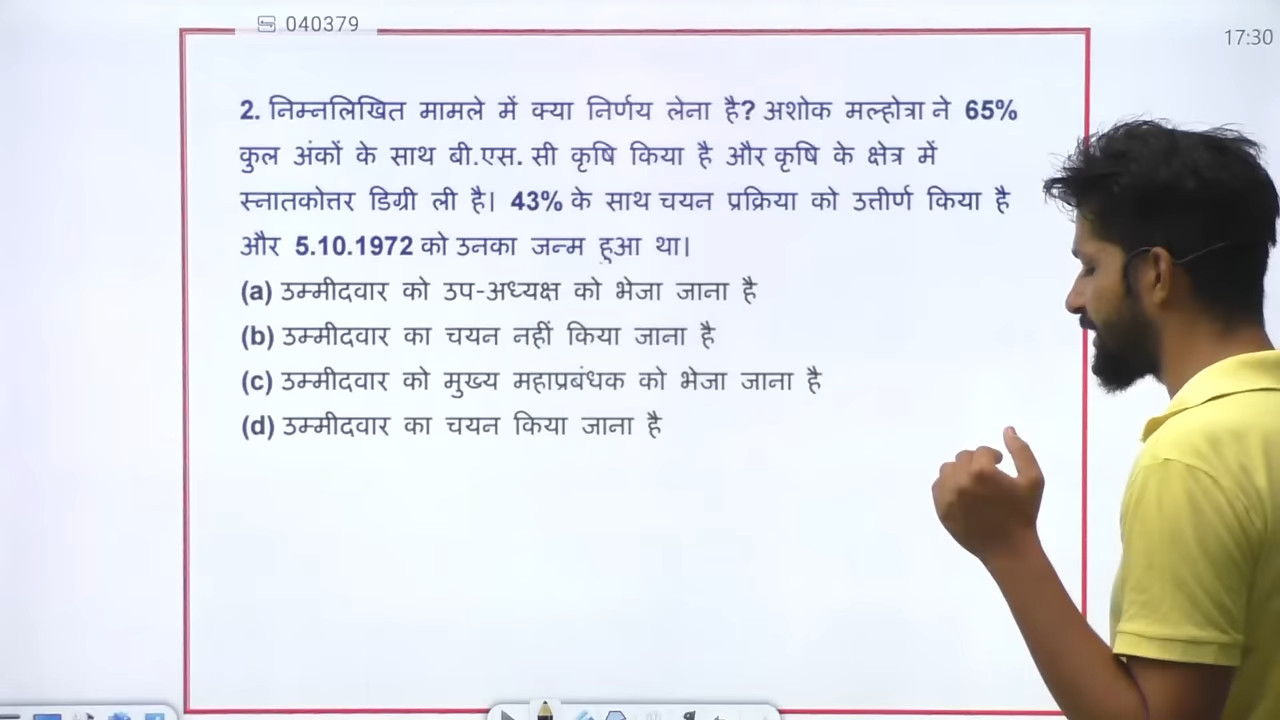 040379
17:30
2. निम्नलिखित मामले में क्या निर्णय लेना है? अशोक मल्होत्रा ने 65%
कुल अंकों के साथ बी.एस. सी कृषि किया है और कृषि के क्षेत्र में
स्नातकोत्तर डिग्री ली है। 43% के साथ चयन प्रक्रिया को उत्तीर्ण किया है
और 5.10.1972 को उनका जन्म हुआ था।
(a) उम्मीदवार को उप-अध्यक्ष को भेजा जाना है
(b) उम्मीदवार का चयन नहीं किया जाना है
(c) उम्मीदवार को मुख्य महाप्रबंधक को भेजा जाना है
(d) उम्मीदवार का चयन किया जाना है